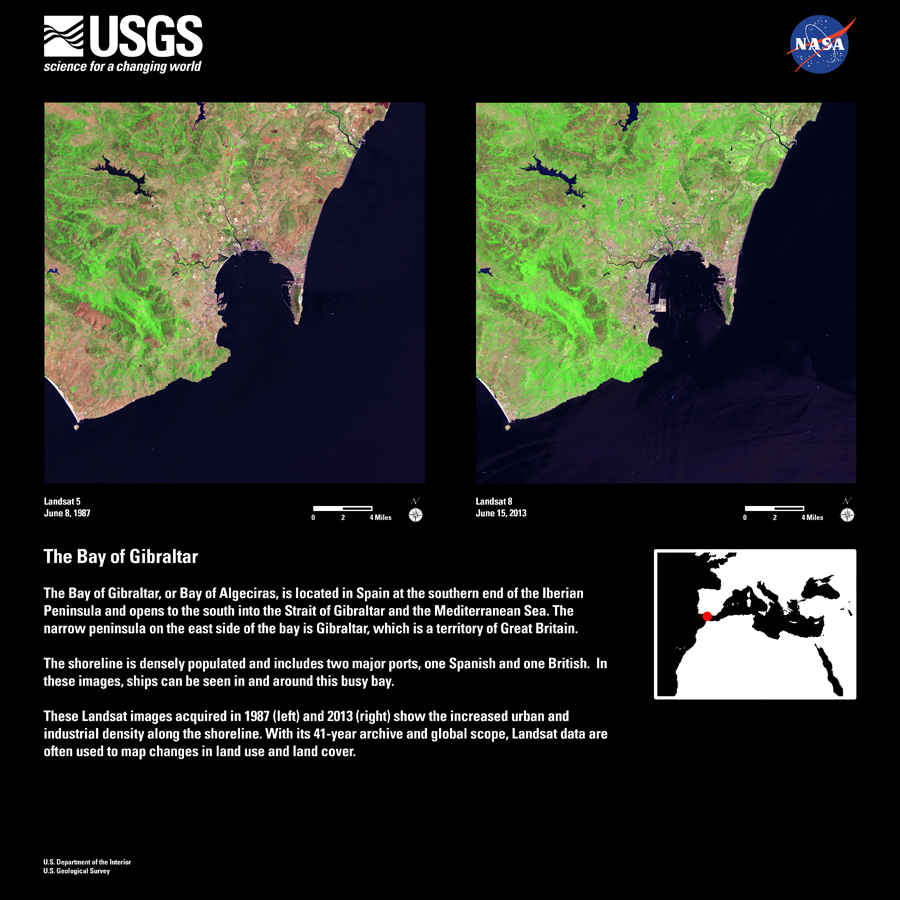 USGS
science for a changing world
NASA
Landsat 5
June 8, 1987
0 2 4 Miles
N
Landsat 8
June 15, 2013
0 2 4 Miles
N
The Bay of Gibraltar
The Bay of Gibraltar, or Bay of Algeciras, is located in Spain at the southern end of the Iberian
Peninsula and opens to the south into the Strait of Gibraltar and the Mediterranean Sea. The
narrow peninsula on the east side of the bay is Gibraltar, which is a territory of Great Britain.
The shoreline is densely populated and includes two major ports, one Spanish and one British. In
these images, ships can be seen in and around this busy bay.
These Landsat images acquired in 1987 (left) and 2013 (right) show the increased urban and
industrial density along the shoreline. With its 41-year archive and global scope, Landsat data are
often used to map changes in land use and land cover.
U.S. Department of the Interior
U.S. Geological Survey